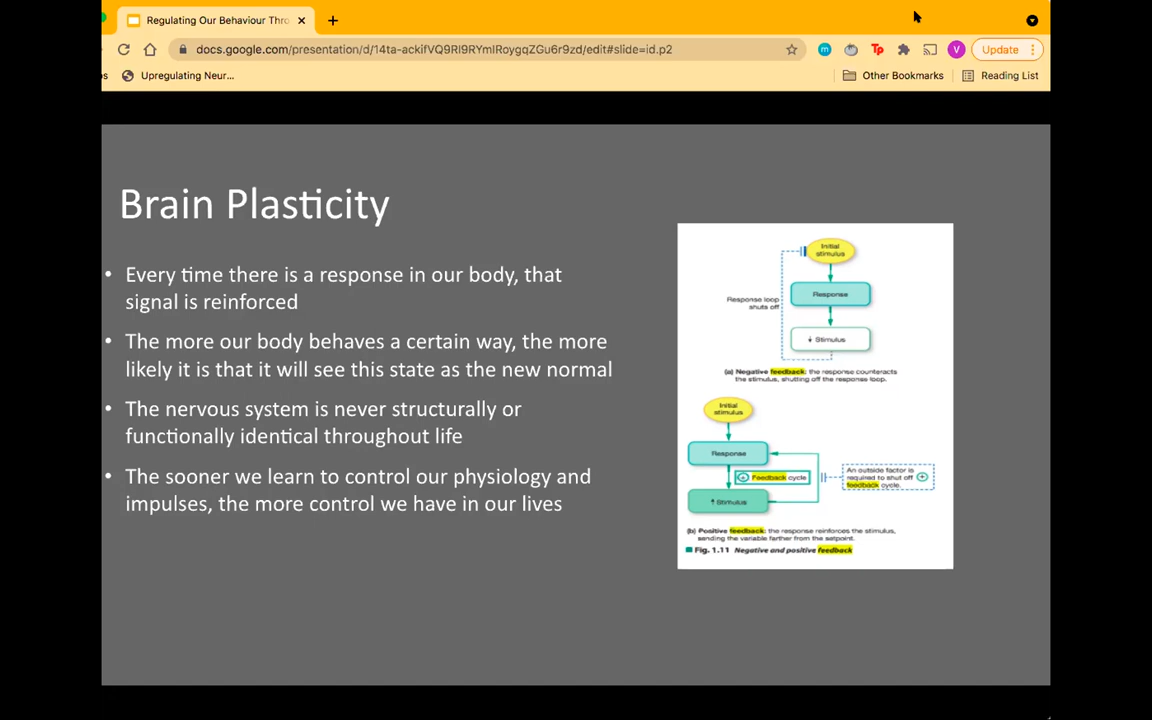 Regulating Our Behaviour Thro
docs.google.com/presentation/d/14ta-ackifVQ9RI9RYmIRoygqZGu6r9zd/edit#slide=id.p2
m
Tp
V
Update
Upregulating Neur...
Other Bookmarks
Reading List
Brain Plasticity
• Every time there is a response in our body, that
signal is reinforced
• The more our body behaves a certain way, the more
likely it is that it will see this state as the new normal
• The nervous system is never structurally or
functionally identical throughout life
• The sooner we learn to control our physiology and
impulses, the more control we have in our lives
Initial
stimulus
Response
Response loop
shuts off
↓ Stimulus
(a) Negative feedback: the response counteracts
the stimulus, shutting off the response loop.
Initial
stimulus
Response
+ Feedback cycle
An outside factor is
required to shut off
feedback cycle.
↑ Stimulus
(b) Positive feedback: the response reinforces the stimulus,
sending the variable farther from the setpoint.
Fig. 1.11 Negative and positive feedback